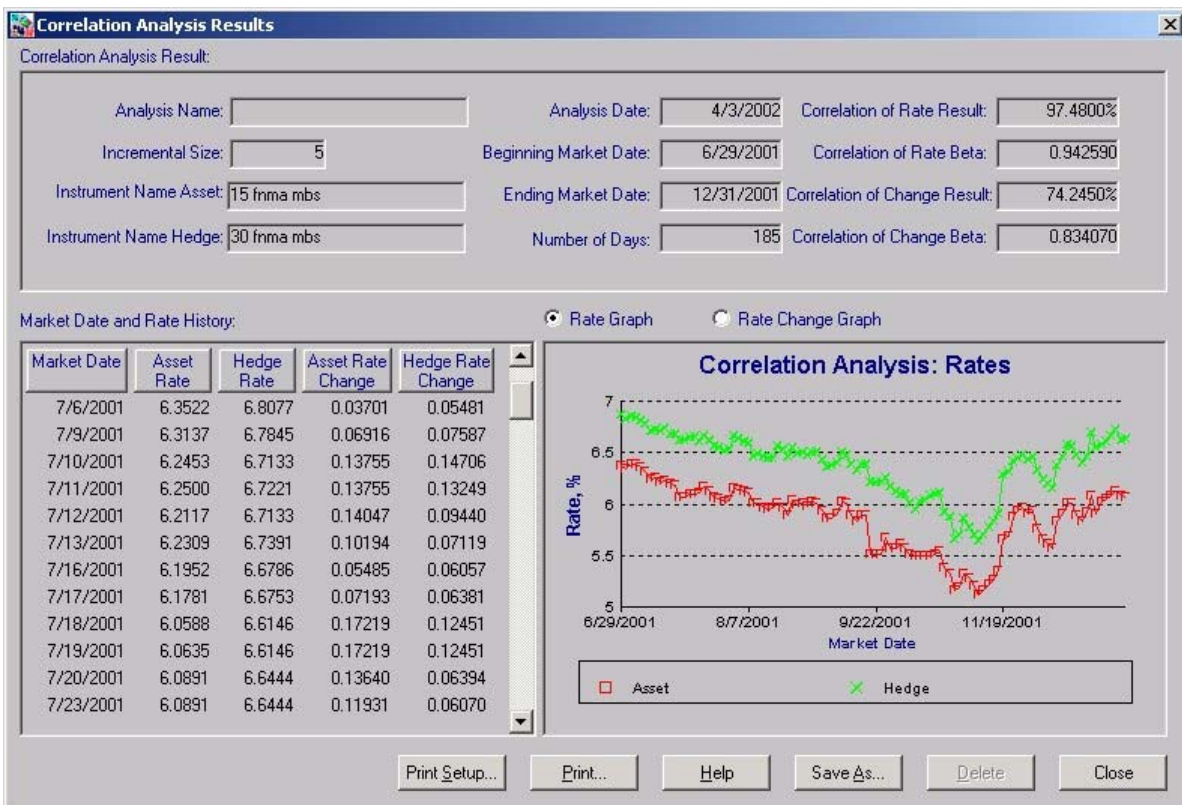 Correlation Analysis Results
Correlation Analysis Result:
Analysis Name:
Analysis Date: 4/3/2002
Correlation of Rate Result: 97.4800%
Incremental Size: 5
Beginning Market Date: 6/29/2001
Correlation of Rate Beta: 0.942590
Instrument Name Asset: 15 fnma mbs
Ending Market Date: 12/31/2001
Correlation of Change Result: 74.2450%
Instrument Name Hedge: 30 fnma mbs
Number of Days: 185
Correlation of Change Beta: 0.834070
Market Date and Rate History:
Market Date Asset Rate Hedge Rate Asset Rate Change Hedge Rate Change
7/6/2001 6.3522 6.8077 0.03701 0.05481
7/9/2001 6.3137 6.7845 0.06916 0.07587
7/10/2001 6.2453 6.7133 0.13755 0.14706
7/11/2001 6.2500 6.7221 0.13755 0.13249
7/12/2001 6.2117 6.7133 0.14047 0.09440
7/13/2001 6.2309 6.7391 0.10194 0.07119
7/16/2001 6.1952 6.6786 0.05485 0.06057
7/17/2001 6.1781 6.6753 0.07193 0.06381
7/18/2001 6.0588 6.6146 0.17219 0.12451
7/19/2001 6.0635 6.6146 0.17219 0.12451
7/20/2001 6.0891 6.6444 0.13640 0.06394
7/23/2001 6.0891 6.6444 0.11931 0.06070
Rate Graph Rate Change Graph
Correlation Analysis: Rates
Rate, %
7
6.5
6
5.5
5
6/29/2001 8/7/2001 9/22/2001 11/19/2001
Market Date
Asset Hedge
Print Setup... Print... Help Save As... Delete Close